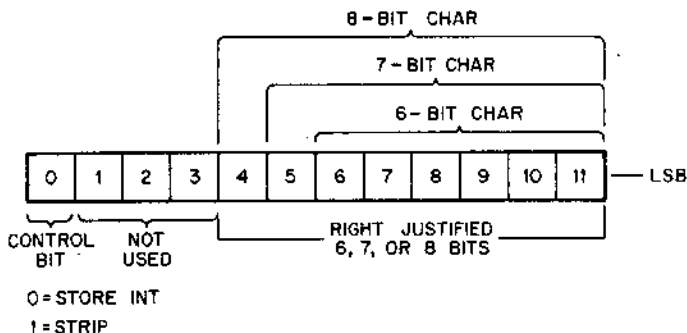 8-BIT CHAR
7-BIT CHAR
6-BIT CHAR
0 1 2 3 4 5 6 7 8 9 10 11 LSB
CONTROL BIT
NOT USED
RIGHT JUSTIFIED
6, 7, OR 8 BITS
0=STORE INT
1=STRIP